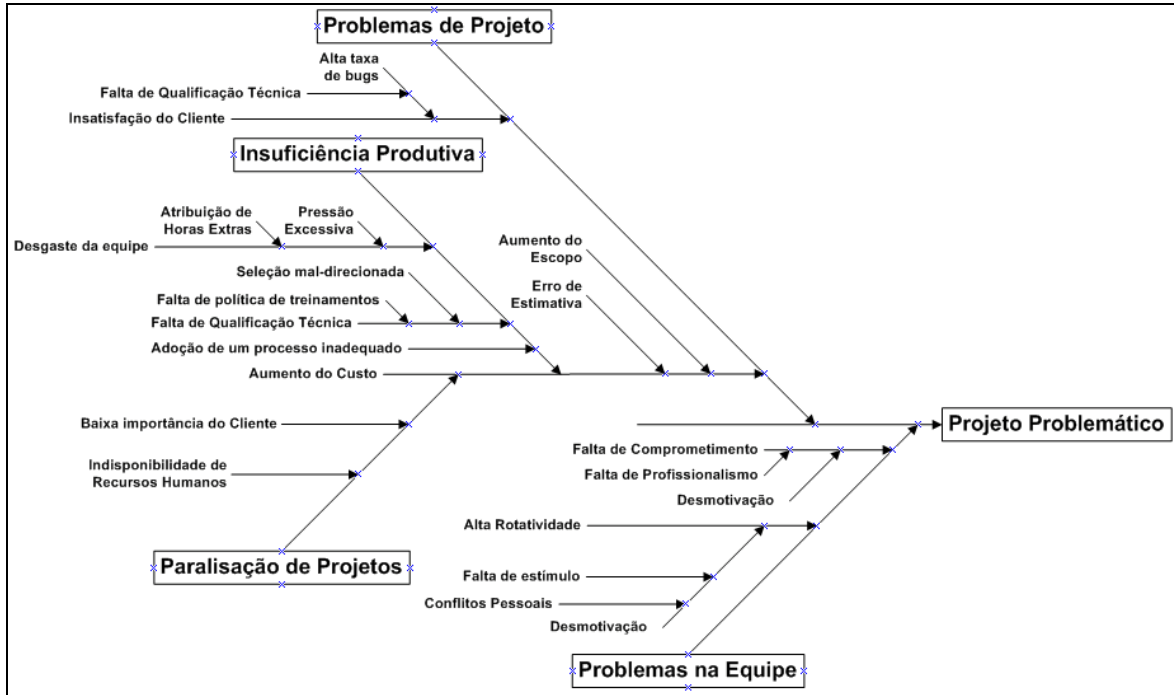 Problemas de Projeto
Alta taxa
de bugs
Falta de Qualificação Técnica
Insatisfação do Cliente
Insuficiência Produtiva
Atribuição de
Horas Extras
Pressão
Excessiva
Desgaste da equipe
Aumento do
Escopo
Seleção mal-direcionada
Erro de
Estimativa
Falta de política de treinamentos
Falta de Qualificação Técnica
Adoção de um processo inadequado
Aumento do Custo
Baixa importância do Cliente
Projeto Problemático
Falta de Comprometimento
Indisponibilidade de
Recursos Humanos
Falta de Profissionalismo
Desmotivação
Alta Rotatividade
Paralisação de Projetos
Falta de estímulo
Conflitos Pessoais
Desmotivação
Problemas na Equipe